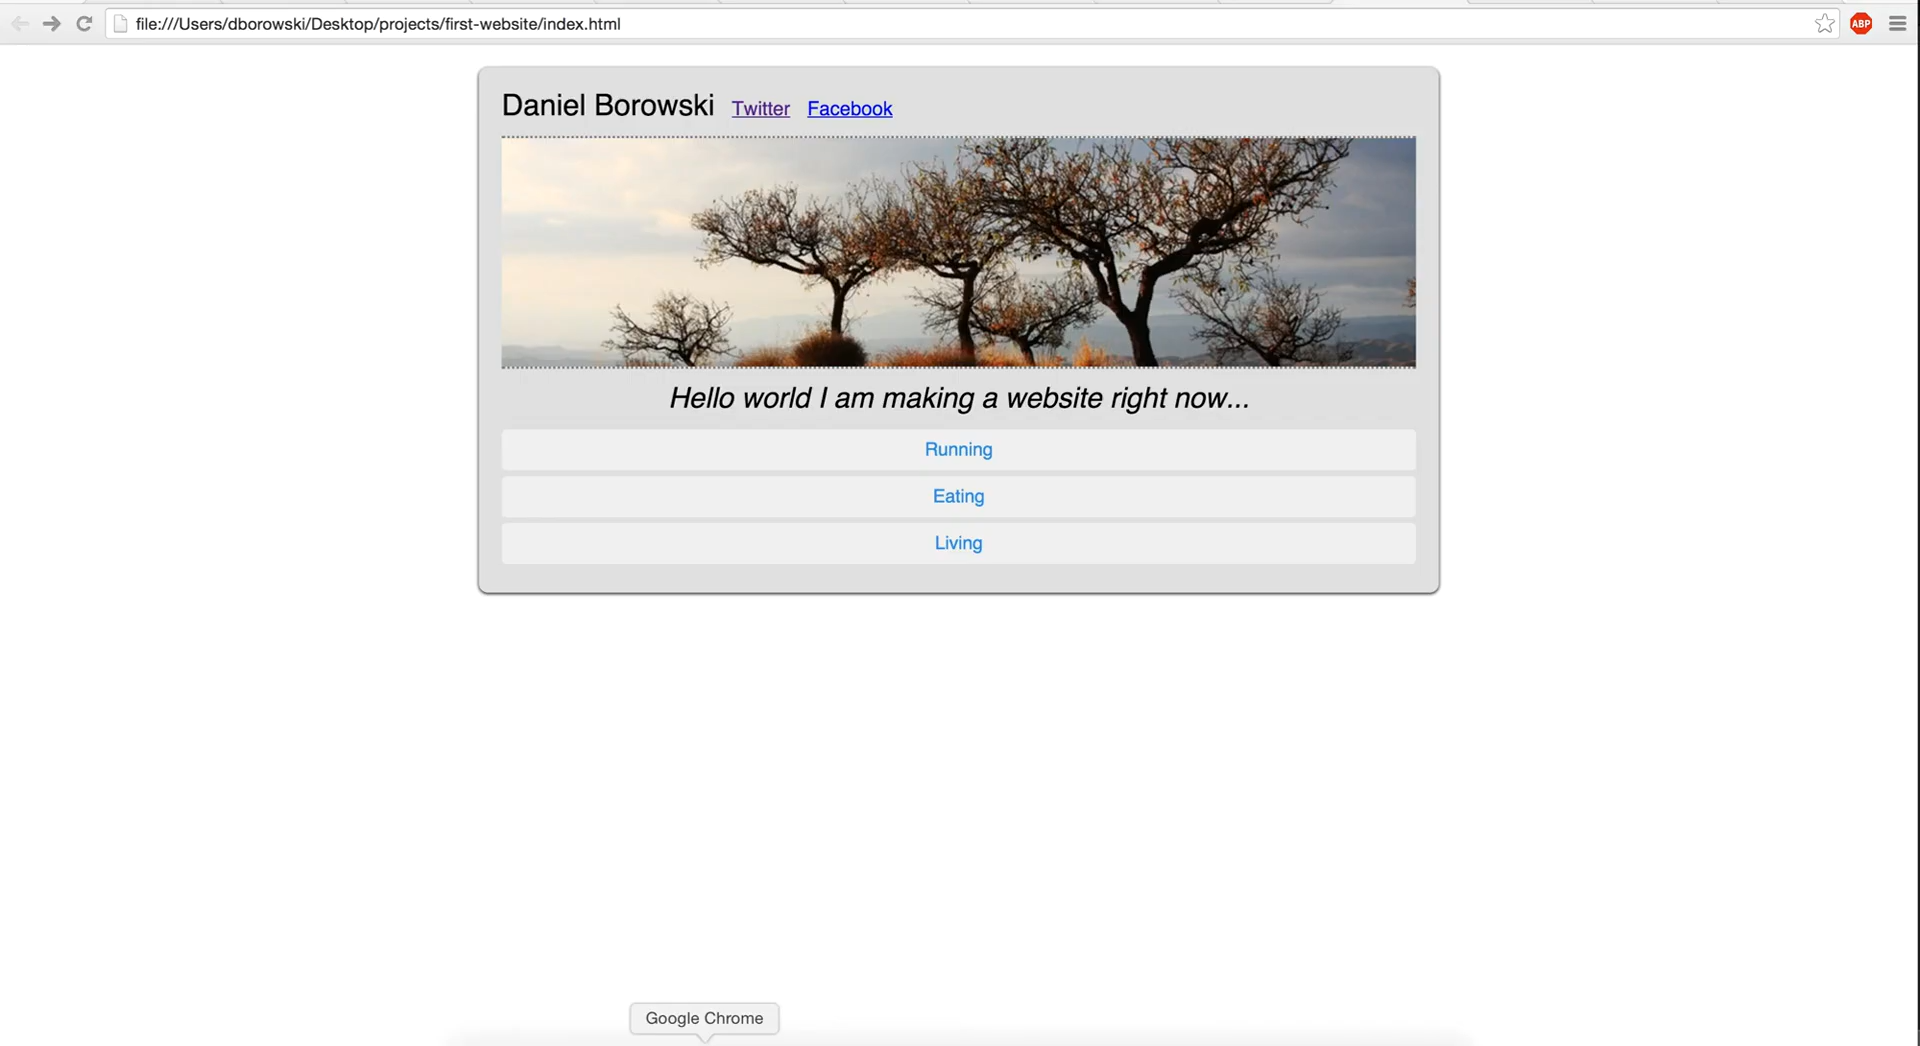 file:///Users/dborowski/Desktop/projects/first-website/index.html
ABP
Daniel Borowski Twitter Facebook
Hello world I am making a website right now...
Running
Eating
Living
Google Chrome